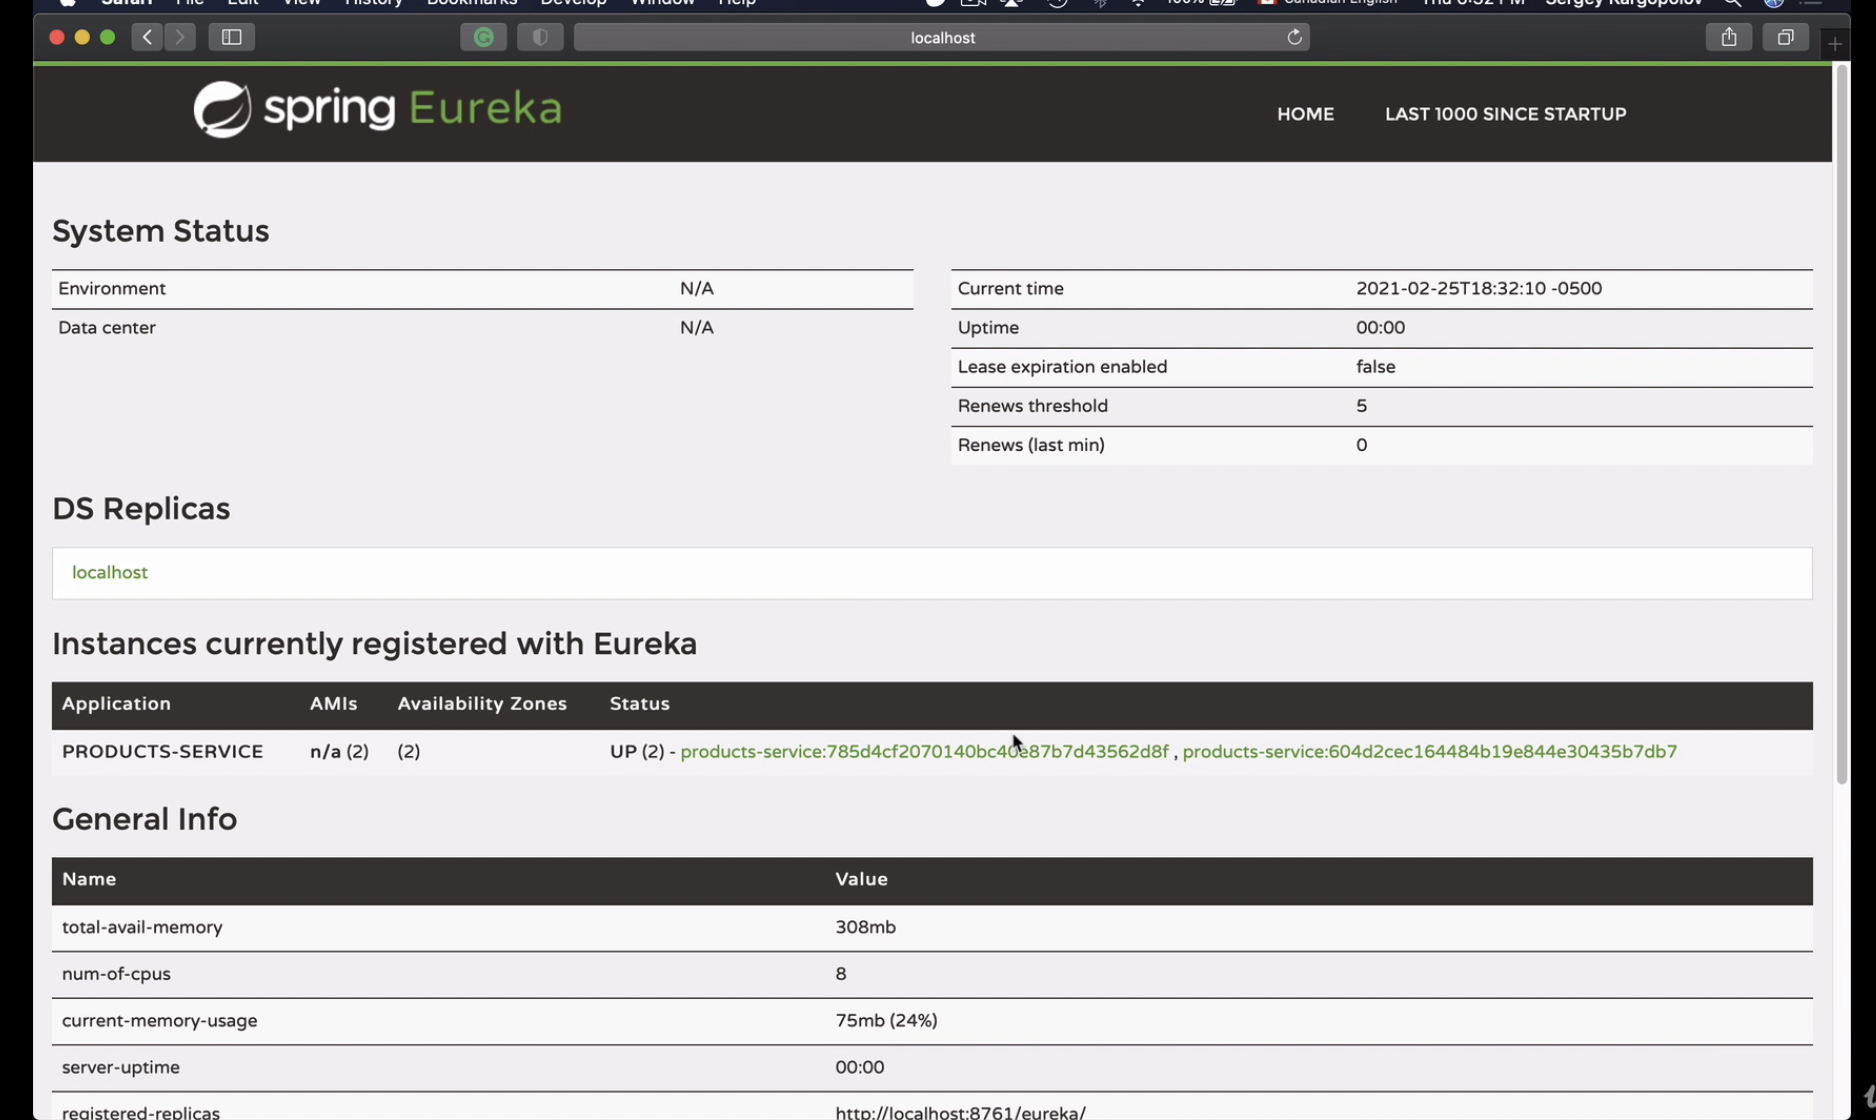 Safari File Edit View History Bookmarks Develop Window Help 100% Canadian English Thu 6:32 PM Sergey Kargopolov
localhost
spring Eureka
HOME LAST 1000 SINCE STARTUP
System Status
Environment N/A
Data center N/A
Current time 2021-02-25T18:32:10 -0500
Uptime 00:00
Lease expiration enabled false
Renews threshold 5
Renews (last min) 0
DS Replicas
localhost
Instances currently registered with Eureka
Application AMIs Availability Zones Status
PRODUCTS-SERVICE n/a (2) (2) UP (2) - products-service:785d4cf2070140bc40e87b7d43562d8f , products-service:604d2cec164484b19e844e30435b7db7
General Info
Name Value
total-avail-memory 308mb
num-of-cpus 8
current-memory-usage 75mb (24%)
server-uptime 00:00
registered-replicas http://localhost:8761/eureka/